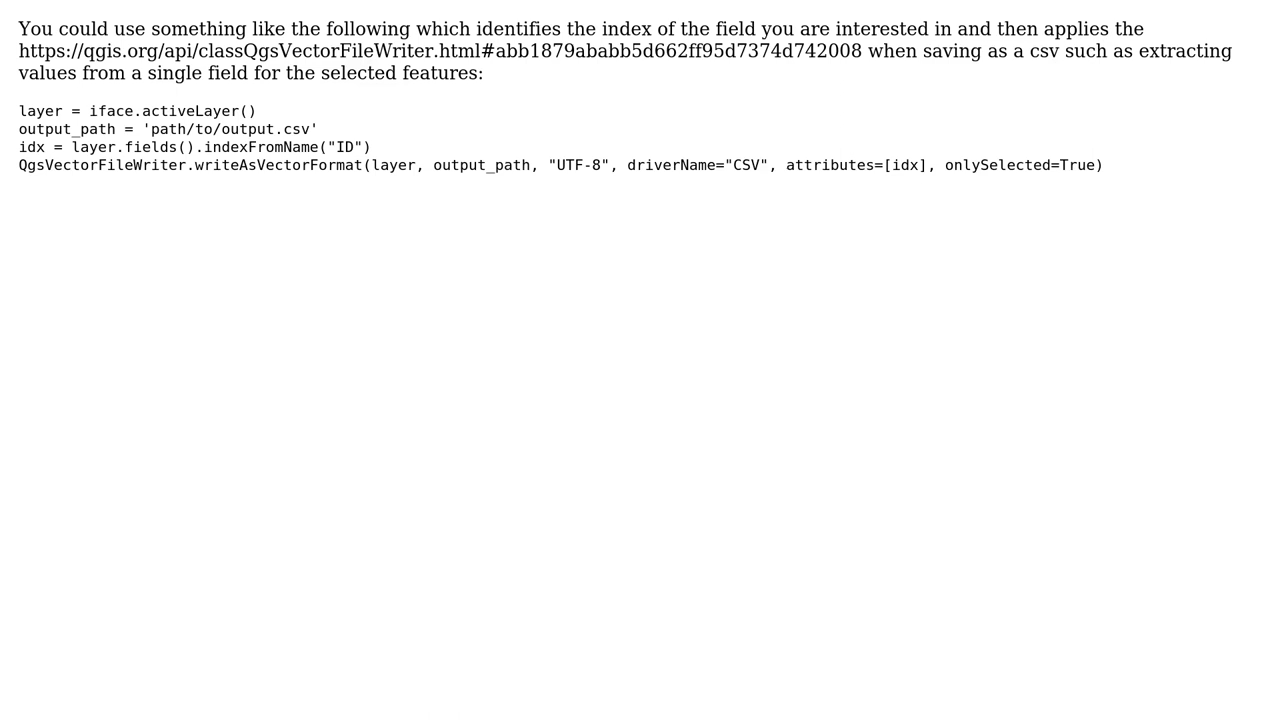 You could use something like the following which identifies the index of the field you are interested in and then applies the
https://qgis.org/api/classQgsVectorFileWriter.html#abb1879ababb5d662ff95d7374d742008 when saving as a csv such as extracting
values from a single field for the selected features:
layer = iface.activeLayer()
output_path = 'path/to/output.csv'
idx = layer.fields().indexFromName("ID")
QgsVectorFileWriter.writeAsVectorFormat(layer, output_path, "UTF-8", driverName="CSV", attributes=[idx], onlySelected=True)